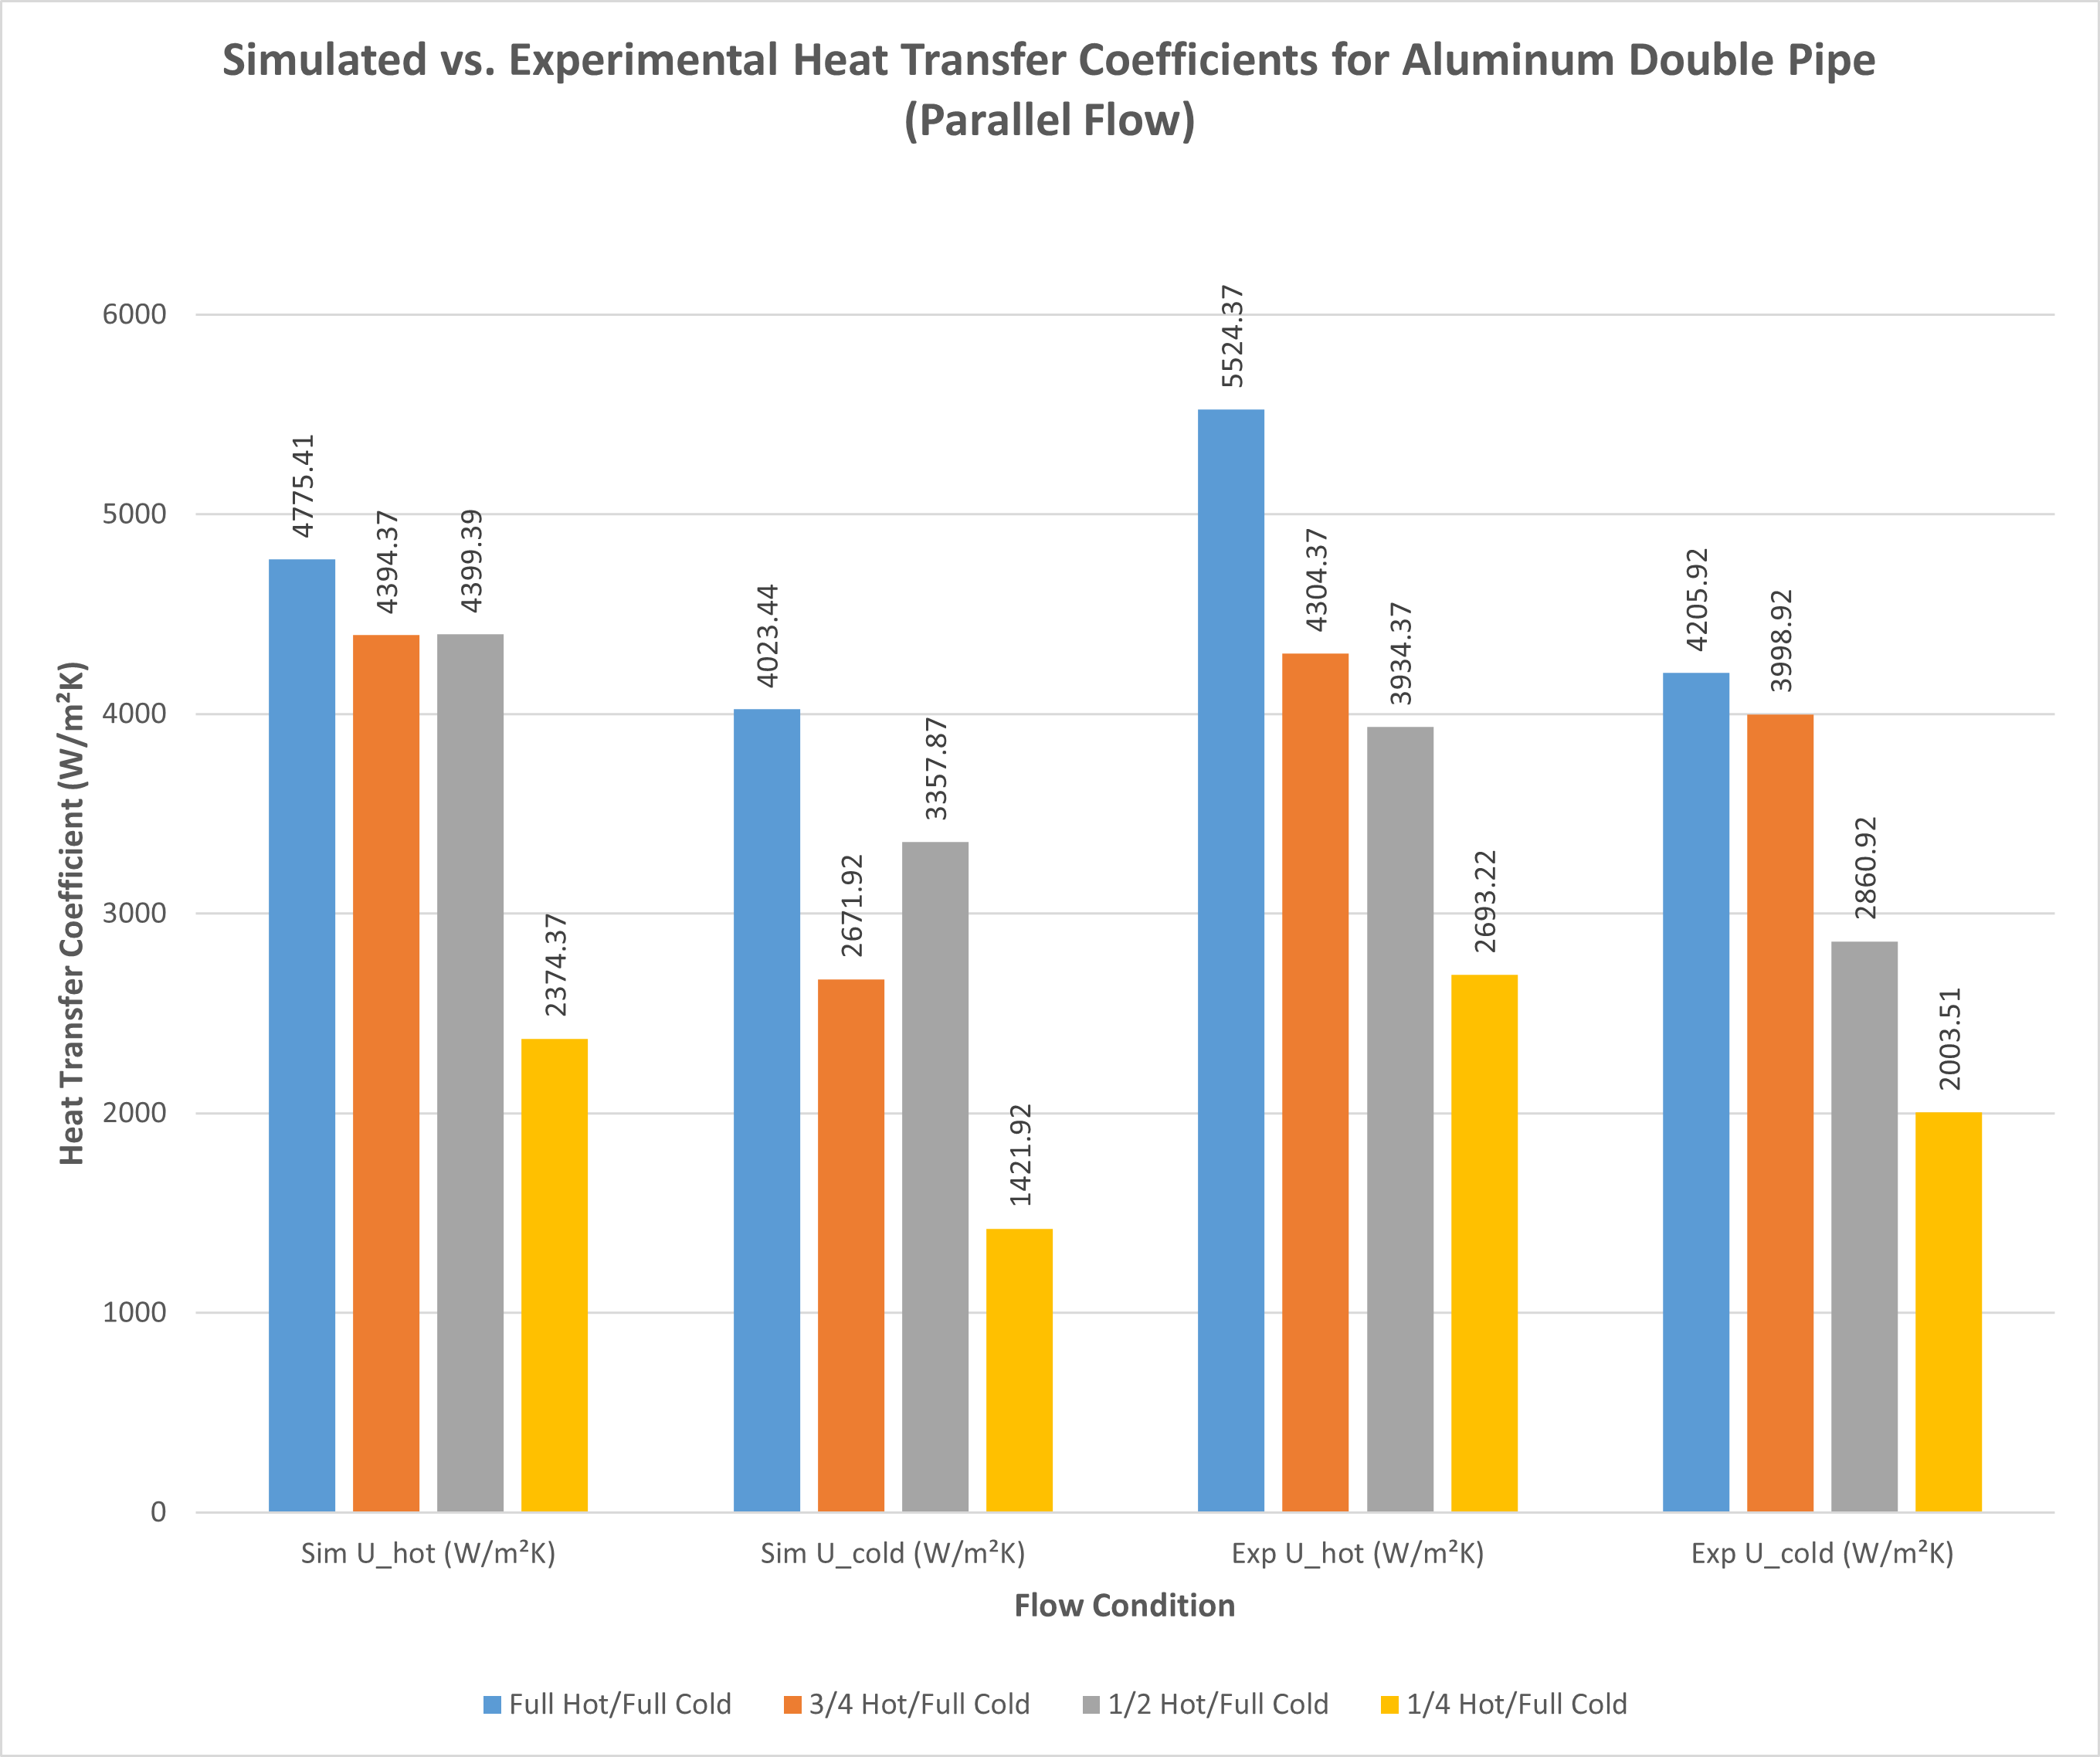 Simulated vs. Experimental Heat Transfer Coefficients for Aluminum Double Pipe
(Parallel Flow)
Heat Transfer Coefficient (W/m²K)
6000
5000
4000
3000
2000
1000
0
4775.41
4394.37
4399.39
2374.37
4023.44
2671.92
3357.87
1421.92
5524.37
4304.37
3934.37
2693.22
4205.92
3998.92
2860.92
2003.51
Sim U_hot (W/m²K)
Sim U_cold (W/m²K)
Exp U_hot (W/m²K)
Exp U_cold (W/m²K)
Flow Condition
Full Hot/Full Cold
3/4 Hot/Full Cold
1/2 Hot/Full Cold
1/4 Hot/Full Cold